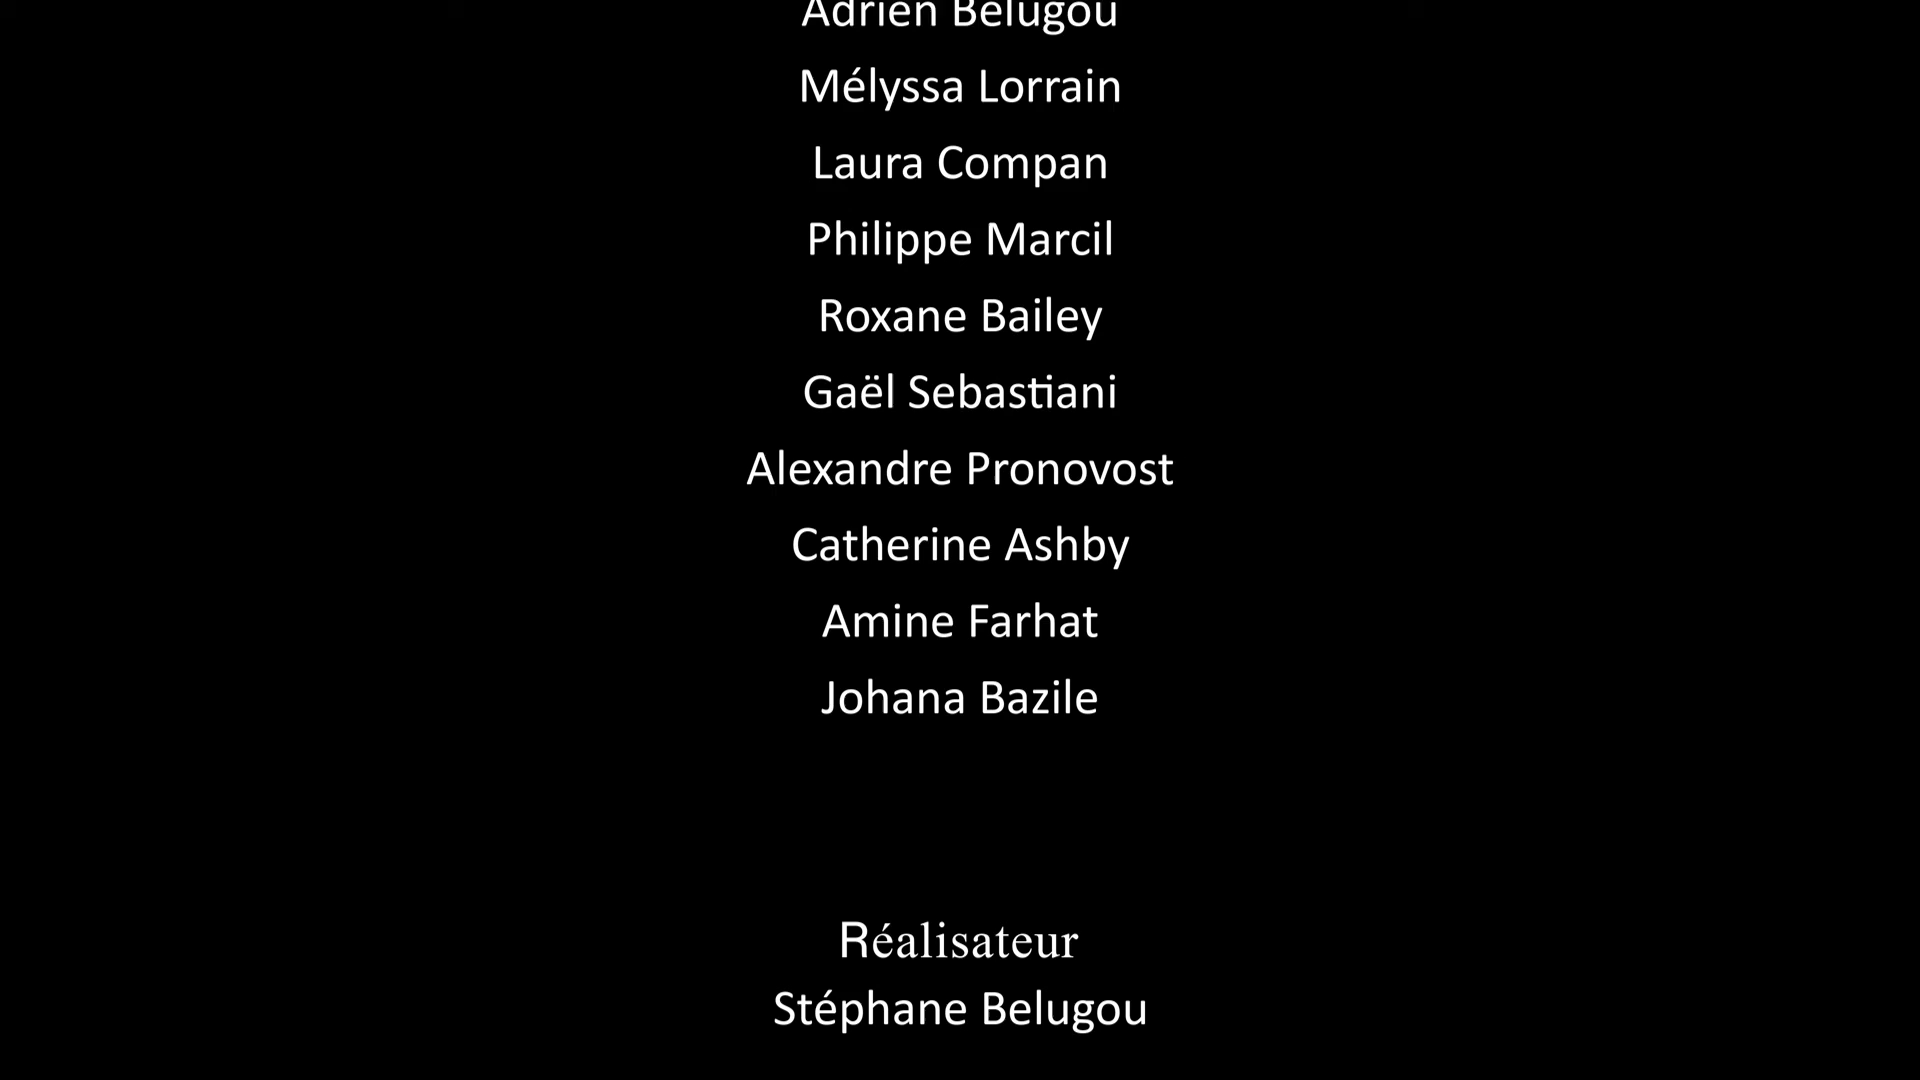 Adrien Belugou
Mélyssa Lorrain
Laura Compan
Philippe Marcil
Roxane Bailey
Gaël Sebastiani
Alexandre Pronovost
Catherine Ashby
Amine Farhat
Johana Bazile
Réalisateur
Stéphane Belugou